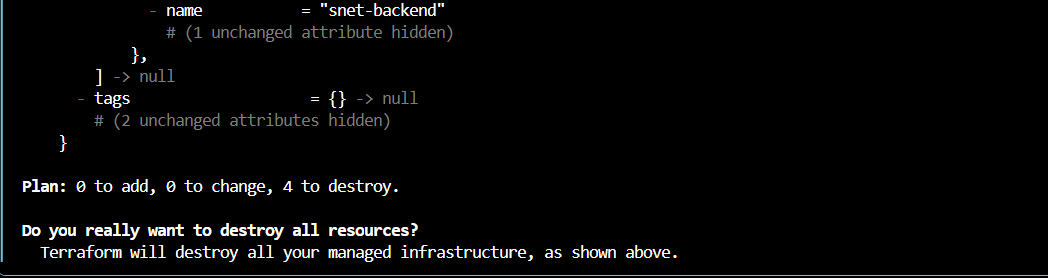 - name           = "snet-backend"
# (1 unchanged attribute hidden)
},
] -> null
- tags                    = {} -> null
# (2 unchanged attributes hidden)
}
Plan: 0 to add, 0 to change, 4 to destroy.
Do you really want to destroy all resources?
Terraform will destroy all your managed infrastructure, as shown above.